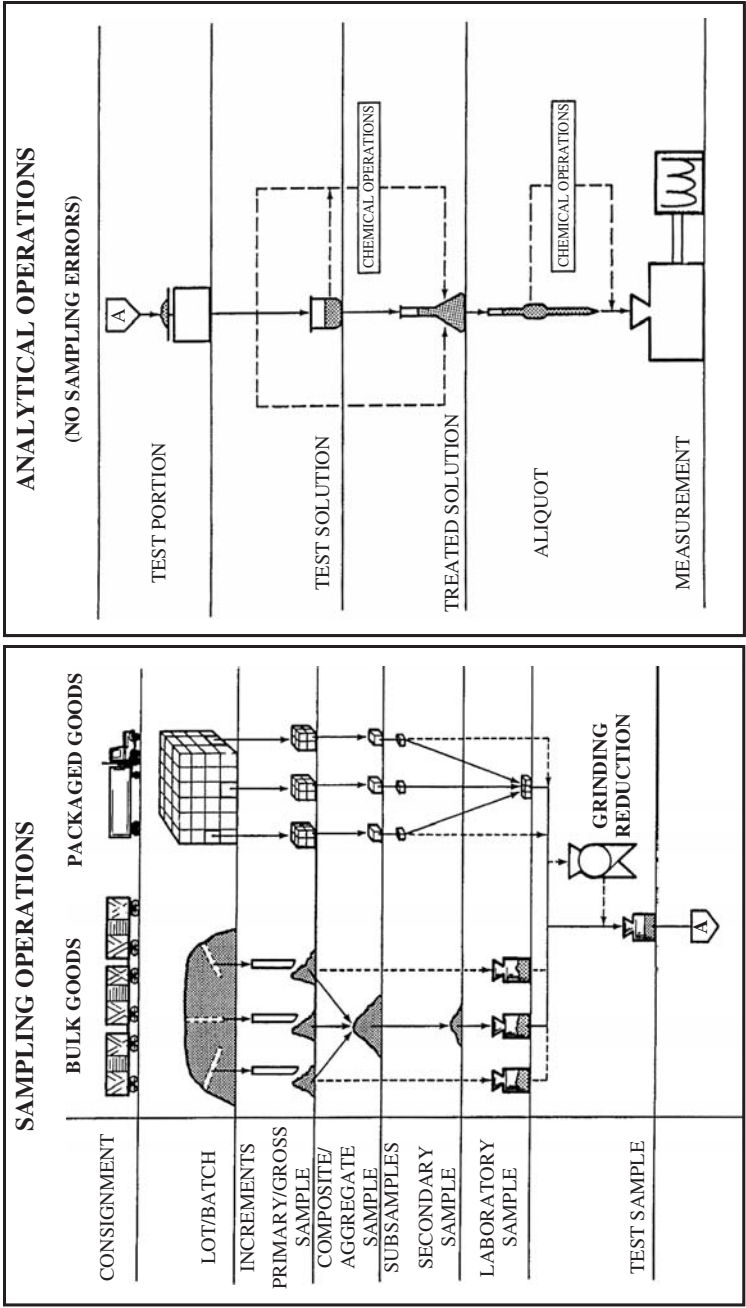 SAMPLING OPERATIONS
BULK GOODS
PACKAGED GOODS
CONSIGNMENT
LOT/BATCH
INCREMENTS
PRIMARY/GROSS
SAMPLE
COMPOSITE/
AGGREGATE
SAMPLE
SUBSAMPLES
SECONDARY
SAMPLE
LABORATORY
SAMPLE
GRINDING
REDUCTION
TEST SAMPLE
A
ANALYTICAL OPERATIONS
(NO SAMPLING ERRORS)
A
TEST PORTION
TEST SOLUTION
CHEMICAL OPERATIONS
TREATED SOLUTION
ALIQUOT
CHEMICAL OPERATIONS
MEASUREMENT